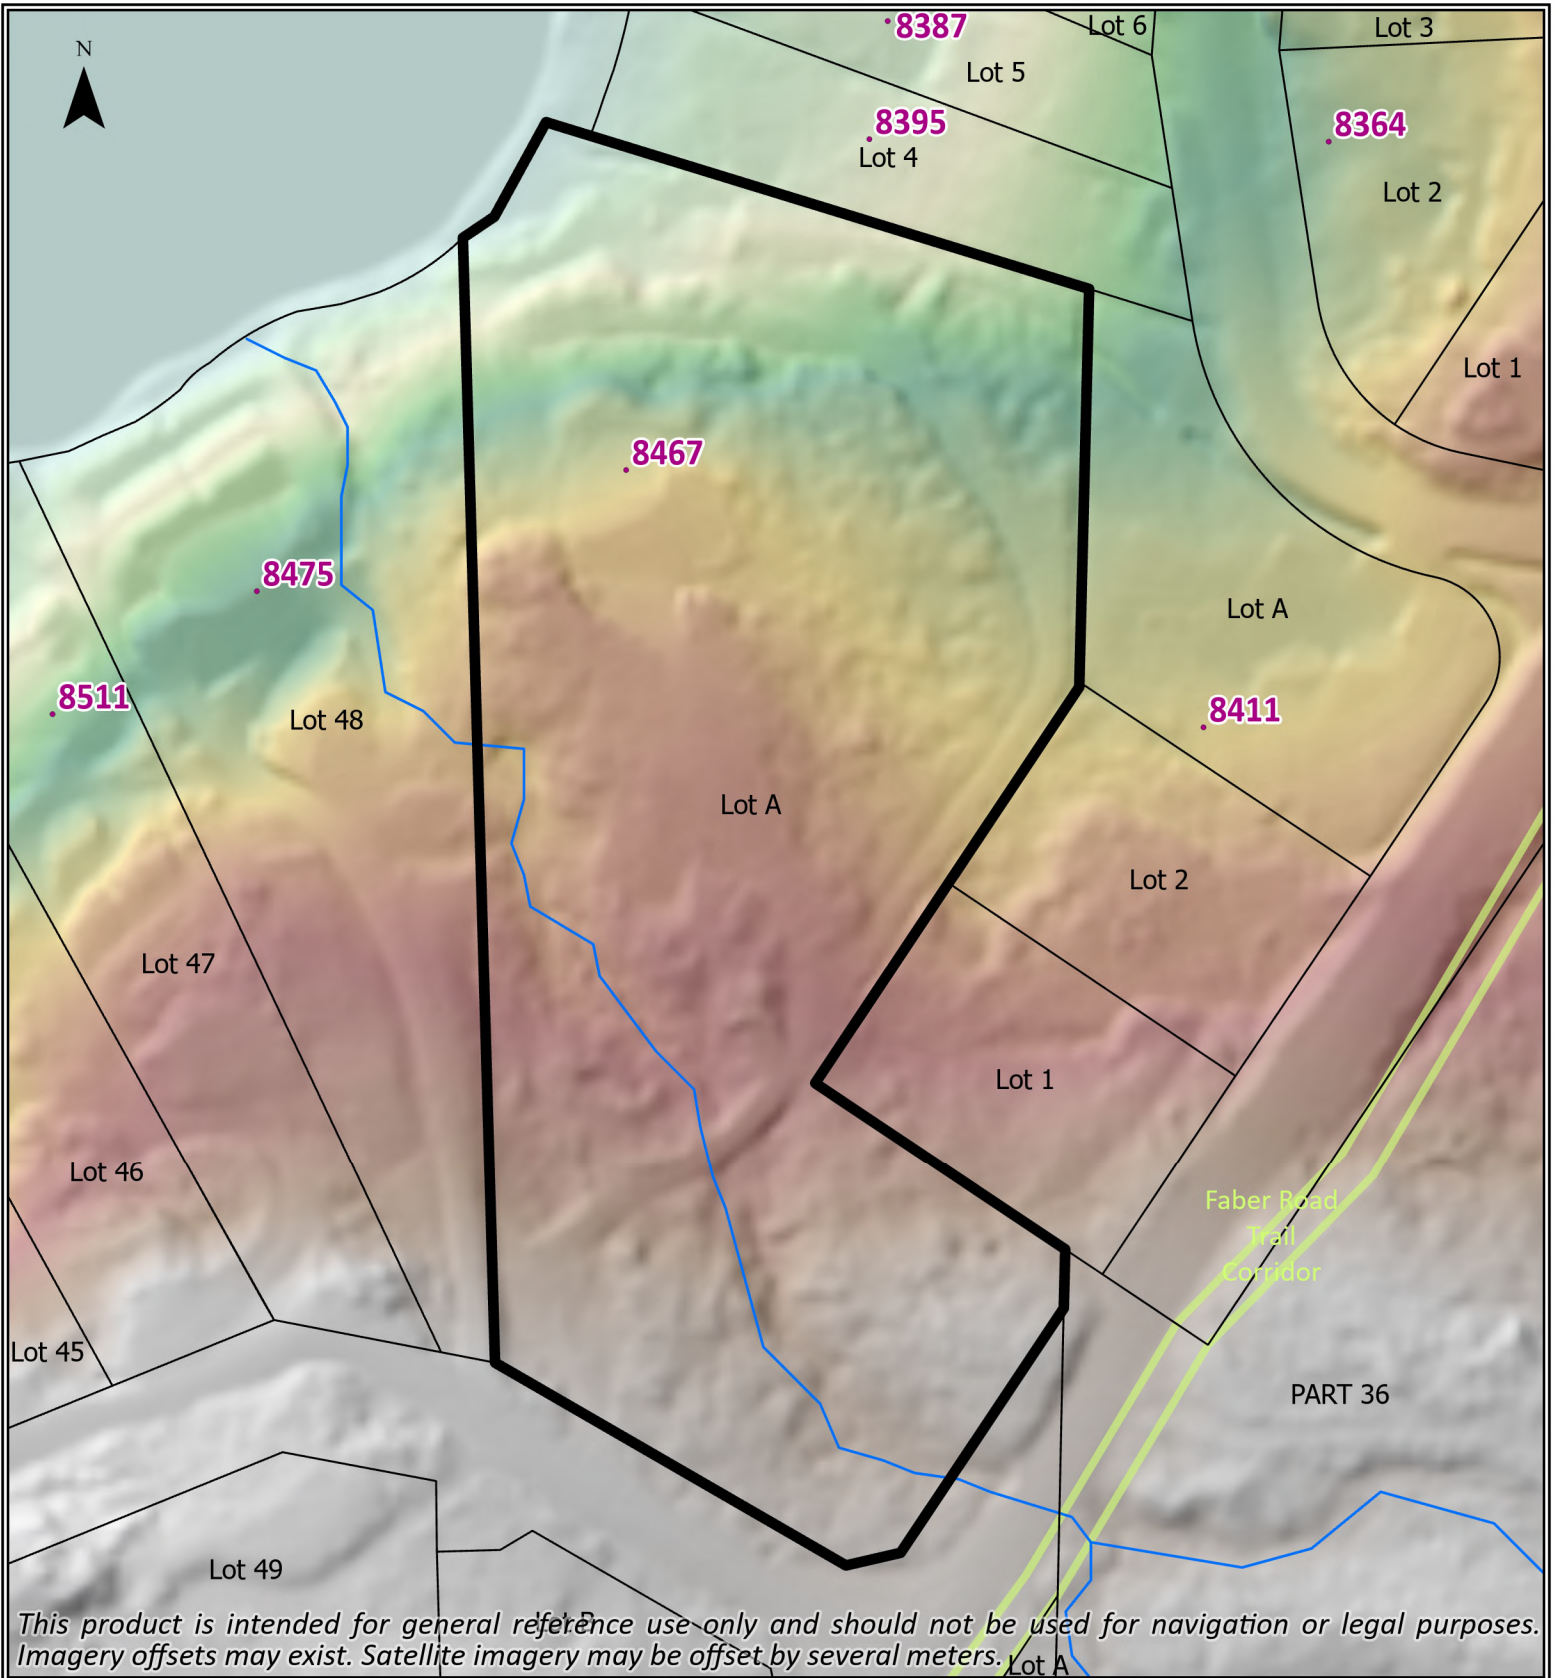 N
8387
Lot 6
Lot 3
Lot 5
8395
Lot 4
8364
Lot 2
Lot 1
8467
8475
Lot A
8511
Lot 48
8411
Lot A
Lot 2
Lot 47
Lot 1
Lot 46
Faber Road
Trail
Corridor
Lot 45
PART 36
Lot 49
This product is intended for general reference use only and should not be used for navigation or legal purposes.
Imagery offsets may exist. Satellite imagery may be offset by several meters.
Lot A